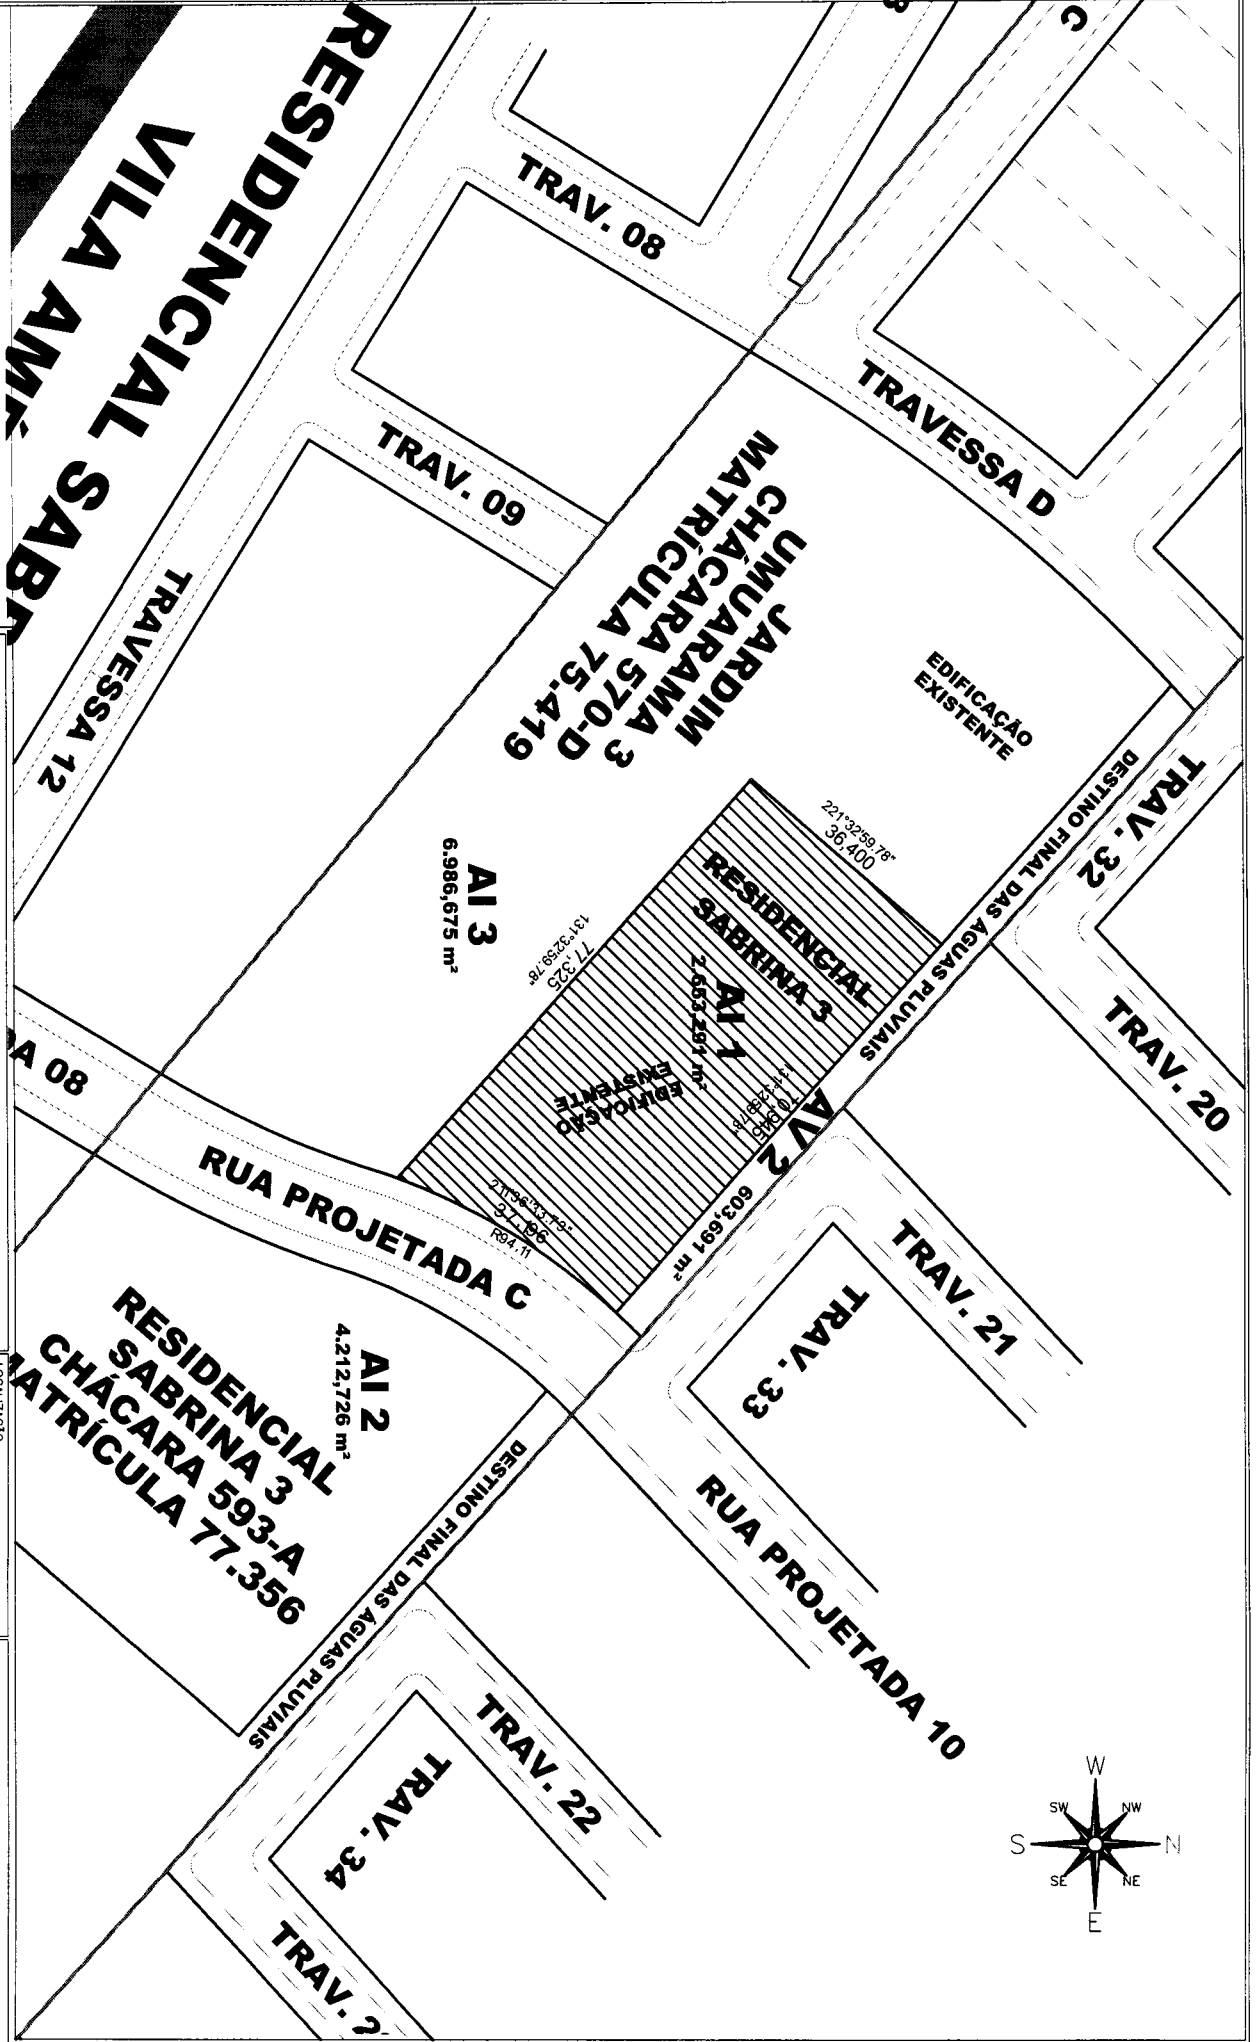 RESIDENCIAL
VILA
C
TRAV. 08
TRAVESSA D
TRAV. 09
TRAVESSA 12
JARDIM
UMUARAMA 3
CHÁCARA 570-D
MATRÍCULA 75.419
EDIFICAÇÃO
EXISTENTE
DESTINO FINAL DAS ÁGUAS PLUVIAIS
TRAV. 32
TRAV. 20
221°32'59.78"
36,400
RESIDENCIAL
SABRINA 3
AI 1
AI 3
6.986,675 m²
131°32'59.78"
77,325
EDIFICAÇÃO
EXISTENTE
AV 2
603,691 m²
37,196
R94.11
08
RUA PROJETADA C
TRAV. 21
TRAV. 33
AI 2
4.212,726 m²
RESIDENCIAL
SABRINA 3
CHÁCARA 593-A
MATRÍCULA 77.356
DESTINO FINAL DAS ÁGUAS PLUVIAIS
RUA PROJETADA 10
TRAV. 22
TRAV. 34
TRAV.
W
SW
NW
S
N
SE
NE
E